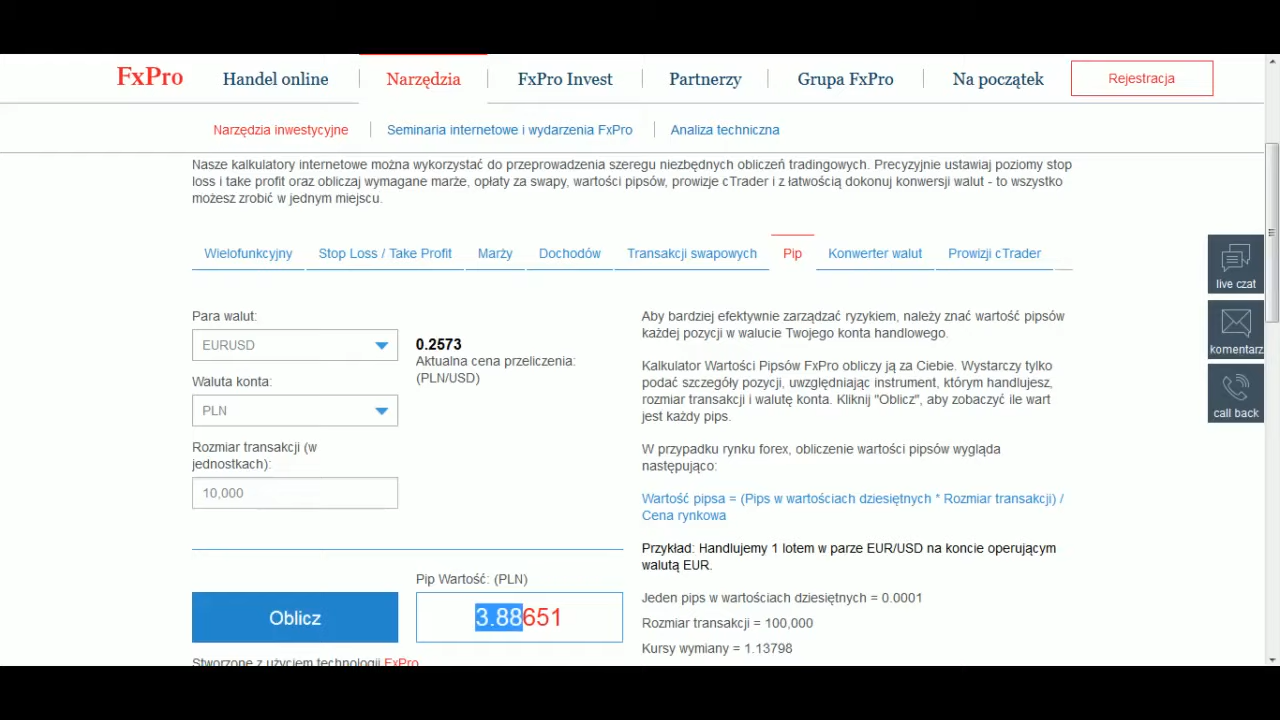 FxPro
Handel online
Narzędzia
FxPro Invest
Partnerzy
Grupa FxPro
Na początek
Rejestracja
Narzędzia inwestycyjne
Seminaria internetowe i wydarzenia FxPro
Analiza techniczna
Nasze kalkulatory internetowe można wykorzystać do przeprowadzenia szeregu niezbędnych obliczeń tradingowych. Precyzyjnie ustawiaj poziomy stop
loss i take profit oraz obliczaj wymagane marże, opłaty za swapy, wartości pipsów, prowizje cTrader i z łatwością dokonuj konwersji walut - to wszystko
możesz zrobić w jednym miejscu.
Wielofunkcyjny
Stop Loss / Take Profit
Marży
Dochodów
Transakcji swapowych
Pip
Konwerter walut
Prowizji cTrader
Para walut:
EURUSD
Waluta konta:
PLN
Rozmiar transakcji (w
jednostkach):
10,000
0.2573
Aktualna cena przeliczenia:
(PLN/USD)
Oblicz
Pip Wartość: (PLN)
3.88651
Stworzone z użyciem technologii FxPro
Aby bardziej efektywnie zarządzać ryzykiem, należy znać wartość pipsów
każdej pozycji w walucie Twojego konta handlowego.
Kalkulator Wartości Pipsów FxPro obliczy ją za Ciebie. Wystarczy tylko
podać szczegóły pozycji, uwzględniając instrument, którym handlujesz,
rozmiar transakcji i walutę konta. Kliknij "Oblicz", aby zobaczyć ile wart
jest każdy pips.
W przypadku rynku forex, obliczenie wartości pipsów wygląda
następująco:
Wartość pipsa = (Pips w wartościach dziesiętnych * Rozmiar transakcji) /
Cena rynkowa
Przykład: Handlujemy 1 lotem w parze EUR/USD na koncie operującym
walutą EUR.
Jeden pips w wartościach dziesiętnych = 0.0001
Rozmiar transakcji = 100,000
Kursy wymiany = 1.13798
live czat
komentarz
call back